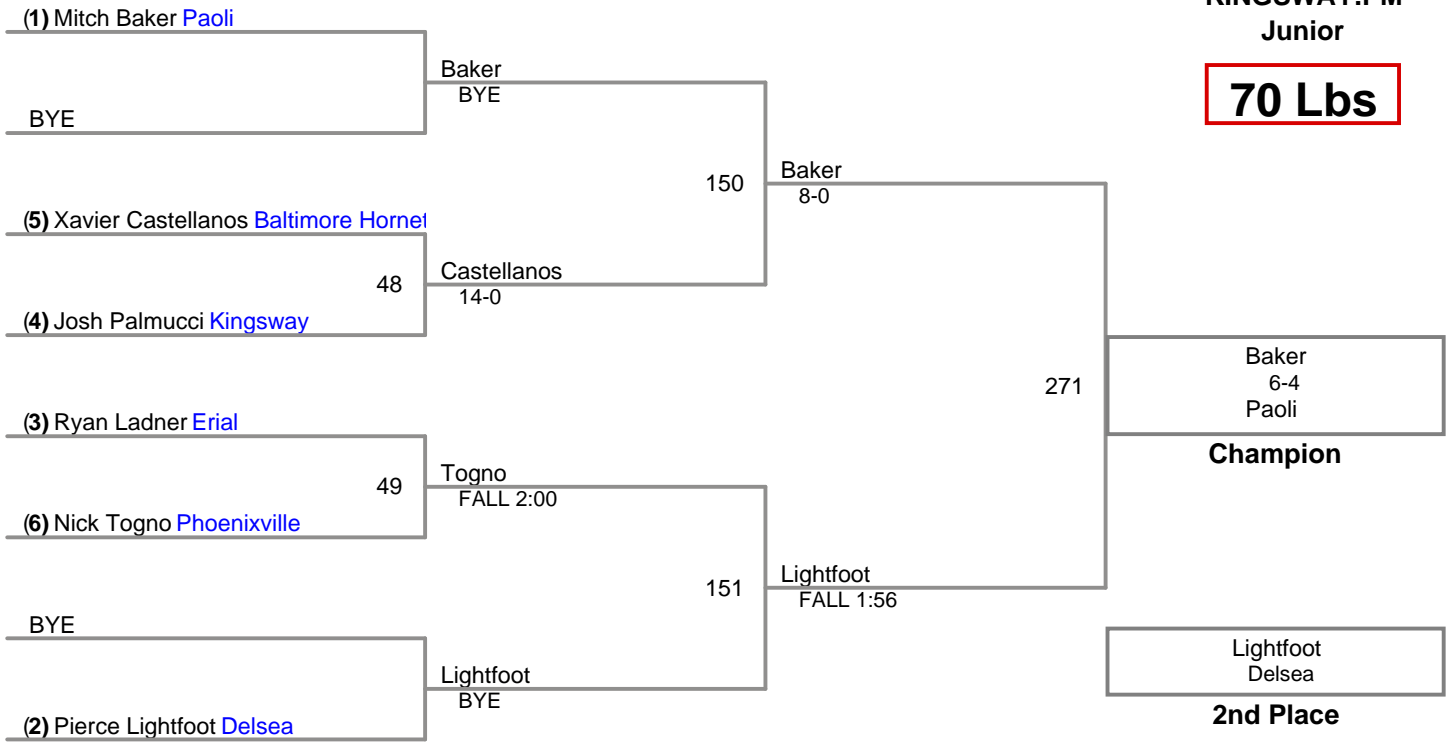 KINGSWAY.PM
Junior
70 Lbs
(1) Mitch Baker Paoli
Baker
BYE
BYE
150
Baker
8-0
(5) Xavier Castellanos Baltimore Hornet
48
Castellanos
14-0
(4) Josh Palmucci Kingsway
271
Baker
6-4
Paoli
Champion
(3) Ryan Ladner Erial
49
Togno
FALL 2:00
(6) Nick Togno Phoenixville
151
Lightfoot
FALL 1:56
BYE
Lightfoot
BYE
(2) Pierce Lightfoot Delsea
Lightfoot
Delsea
2nd Place